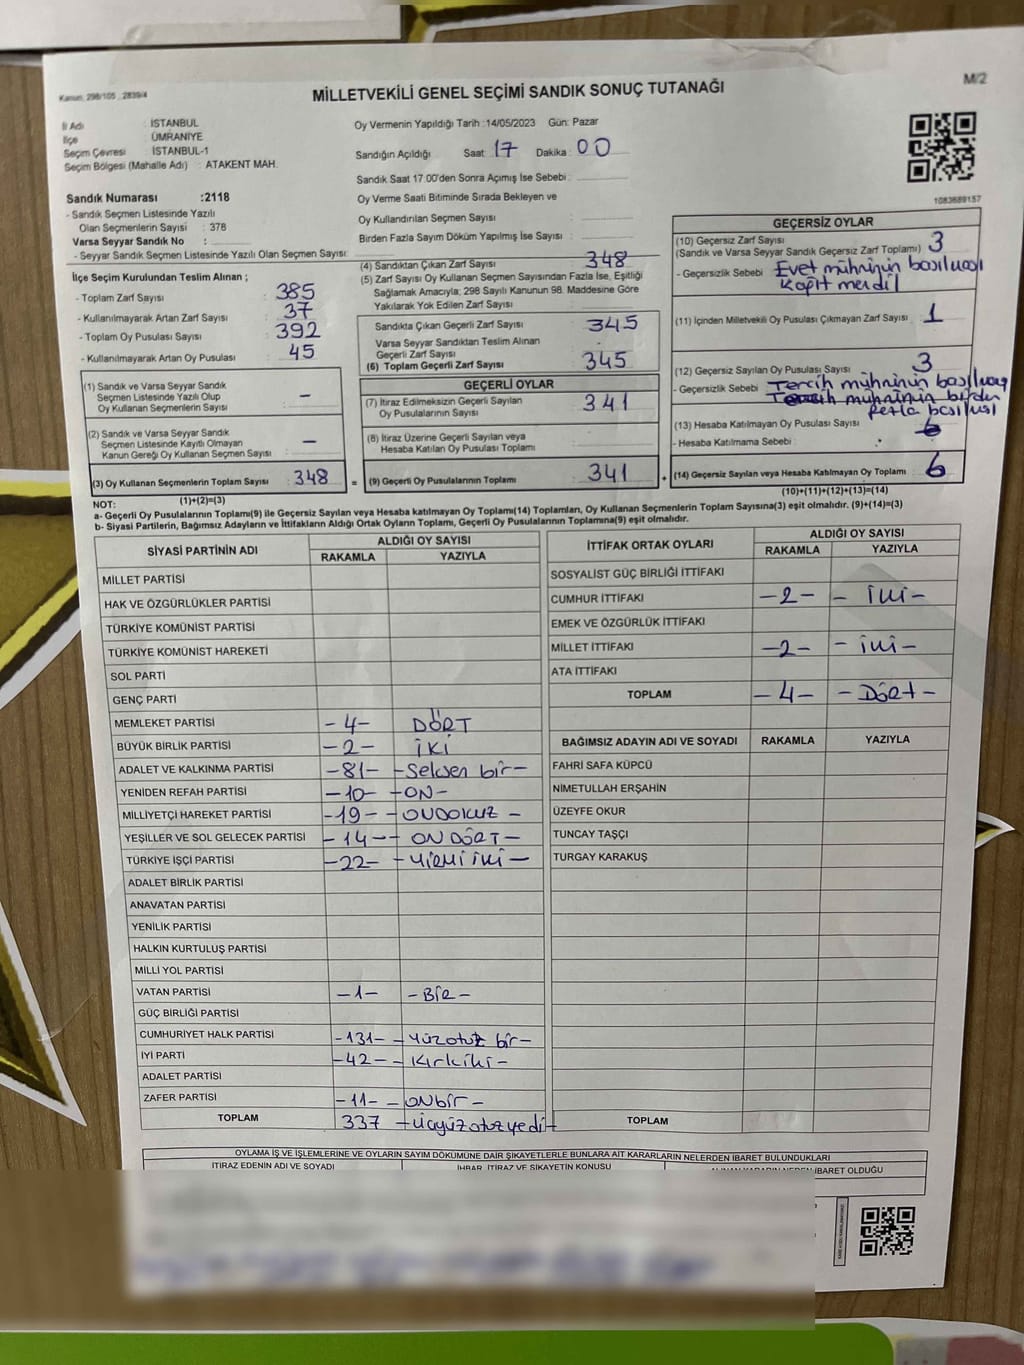 M/2
Kanun, 298/105 , 2839/4
MİLLETVEKİLİ GENEL SEÇİMİ SANDIK SONUÇ TUTANAĞI
İl Adı : İSTANBUL
İlçe : ÜMRANİYE
Seçim Çevresi : İSTANBUL-1
Seçim Bölgesi (Mahalle Adı) : ATAKENT MAH.
Sandık Numarası :2118
- Sandık Seçmen Listesinde Yazılı
Olan Seçmenlerin Sayısı : 378
Varsa Seyyar Sandık No :
- Seyyar Sandık Seçmen Listesinde Yazılı Olan Seçmen Sayısı :
Oy Vermenin Yapıldığı Tarih :14/05/2023 Gün: Pazar
Sandığın Açıldığı Saat : 17 Dakika : 00
Sandık Saat 17.00'den Sonra Açımış İse Sebebi :
Oy Verme Saati Bitiminde Sırada Bekleyen ve
Oy Kullandırılan Seçmen Sayısı :
Birden Fazla Sayım Döküm Yapılmış İse Sayısı :
1083689157
İlçe Seçim Kurulundan Teslim Alınan ;
- Toplam Zarf Sayısı : 385
- Kullanılmayarak Artan Zarf Sayısı : 37
- Toplam Oy Pusulası Sayısı : 392
- Kullanılmayarak Artan Oy Pusulası : 45
(1) Sandık ve Varsa Seyyar Sandık
Seçmen Listesinde Yazılı Olup
Oy Kullanan Seçmenlerin Sayısı : –
(2) Sandık ve Varsa Seyyar Sandık
Seçmen Listesinde Kayıtlı Olmayan
Kanun Gereği Oy Kullanan Seçmen Sayısı : –
(3) Oy Kullanan Seçmenlerin Toplam Sayısı : 348
(1)+(2)=(3)
(4) Sandıktan Çıkan Zarf Sayısı : 348
(5) Zarf Sayısı Oy Kullanan Seçmen Sayısından Fazla İse, Eşitliği
Sağlamak Amacıyla; 298 Sayılı Kanunun 98. Maddesine Göre
Yakılarak Yok Edilen Zarf Sayısı :
Sandıkta Çıkan Geçerli Zarf Sayısı : 345
Varsa Seyyar Sandıktan Teslim Alınan
Geçerli Zarf Sayısı :
(6) Toplam Geçerli Zarf Sayısı : 345
GEÇERLİ OYLAR
(7) İtiraz Edilmeksizin Geçerli Sayılan
Oy Pusulalarının Sayısı : 341
(8) İtiraz Üzerine Geçerli Sayılan veya
Hesaba Katılan Oy Pusulası Toplamı :
= (9) Geçerli Oy Pusulalarının Toplamı : 341 +
GEÇERSİZ OYLAR
(10) Geçersiz Zarf Sayısı : 3
(Sandık ve Varsa Seyyar Sandık Geçersiz Zarf Toplamı)
- Geçersizlik Sebebi : Evet mührünün basılması
(11) İçinden Milletvekili Oy Pusulası Çıkmayan Zarf Sayısı : 1
(12) Geçersiz Sayılan Oy Pusulası Sayısı : 3
- Geçersizlik Sebebi : Tercih mührünün
Tercih mührünün birden
fazla basılması
(13) Hesaba Katılmayan Oy Pusulası Sayısı : 6
- Hesaba Katılmama Sebebi :
(14) Geçersiz Sayılan veya Hesaba Katılmayan Oy Toplamı : 6
(10)+(11)+(12)+(13)=(14)
NOT:
a- Geçerli Oy Pusulalarının Toplamı(9) ile Geçersiz Sayılan veya Hesaba katılmayan Oy Toplamı(14) Toplamları, Oy Kullanan Seçmenlerin Toplam Sayısına(3) eşit olmalıdır. (9)+(14)=(3)
b- Siyasi Partilerin, Bağımsız Adayların ve İttifakların Aldığı Ortak Oyların Toplamı, Geçerli Oy Pusulalarının Toplamına(9) eşit olmalıdır.
SİYASİ PARTİNİN ADI ALDIĞI OY SAYISI
RAKAMLA YAZIYLA
MİLLET PARTİSİ
HAK VE ÖZGÜRLÜKLER PARTİSİ
TÜRKİYE KOMÜNİST PARTİSİ
TÜRKİYE KOMÜNİST HAREKETİ
SOL PARTİ
GENÇ PARTİ
MEMLEKET PARTİSİ -4- DÖRT
BÜYÜK BİRLİK PARTİSİ -2- İKİ
ADALET VE KALKINMA PARTİSİ -81- -Seksen bir-
YENİDEN REFAH PARTİSİ -10- -ON-
MİLLİYETÇİ HAREKET PARTİSİ -19- -ONDOKUZ-
YEŞİLLER VE SOL GELECEK PARTİSİ -14- - ON DÖRT-
TÜRKİYE İŞÇİ PARTİSİ -22- -YİRMİ İKİ-
ADALET BİRLİK PARTİSİ
ANAVATAN PARTİSİ
YENİLİK PARTİSİ
HALKIN KURTULUŞ PARTİSİ
MİLLİ YOL PARTİSİ
VATAN PARTİSİ -1- -BİR-
GÜÇ BİRLİĞİ PARTİSİ
CUMHURİYET HALK PARTİSİ -131- -Yüzotuz bir-
İYİ PARTİ -42- -Kırkiki-
ADALET PARTİSİ
ZAFER PARTİSİ -11- -ONbir-
TOPLAM 337 -Üçyüzotuzyedi-
İTTİFAK ORTAK OYLARI ALDIĞI OY SAYISI
RAKAMLA YAZIYLA
SOSYALİST GÜÇ BİRLİĞİ İTTİFAKI
CUMHUR İTTİFAKI -2- - İKİ-
EMEK VE ÖZGÜRLÜK İTTİFAKI
MİLLET İTTİFAKI -2- - İKİ-
ATA İTTİFAKI
TOPLAM -4- -Dört-
BAĞIMSIZ ADAYIN ADI VE SOYADI RAKAMLA YAZIYLA
FAHRİ SAFA KÜPCÜ
NİMETULLAH ERŞAHİN
ÜZEYFE OKUR
TUNCAY TAŞÇI
TURGAY KARAKUŞ
TOPLAM
OYLAMA İŞ VE İŞLEMLERİNE VE OYLARIN SAYIM DÖKÜMÜNE DAİR ŞİKAYETLERLE BUNLARA AİT KARARLARIN NELERDEN İBARET BULUNDUKLARI
İTİRAZ EDENİN ADI VE SOYADI İHBAR, İTİRAZ VE ŞİKAYETİN KONUSU ALINAN KARARIN NEDEN İBARET OLDUĞU